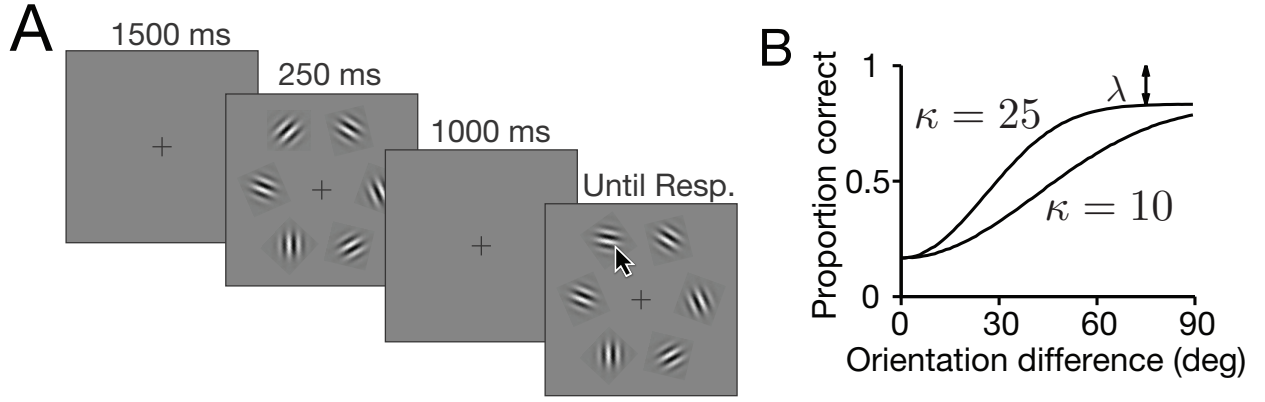 A
1500 ms
250 ms
1000 ms
Until Resp.
B
Proportion correct
1
0.5
0
λ
κ = 25
κ = 10
0 30 60 90
Orientation difference (deg)